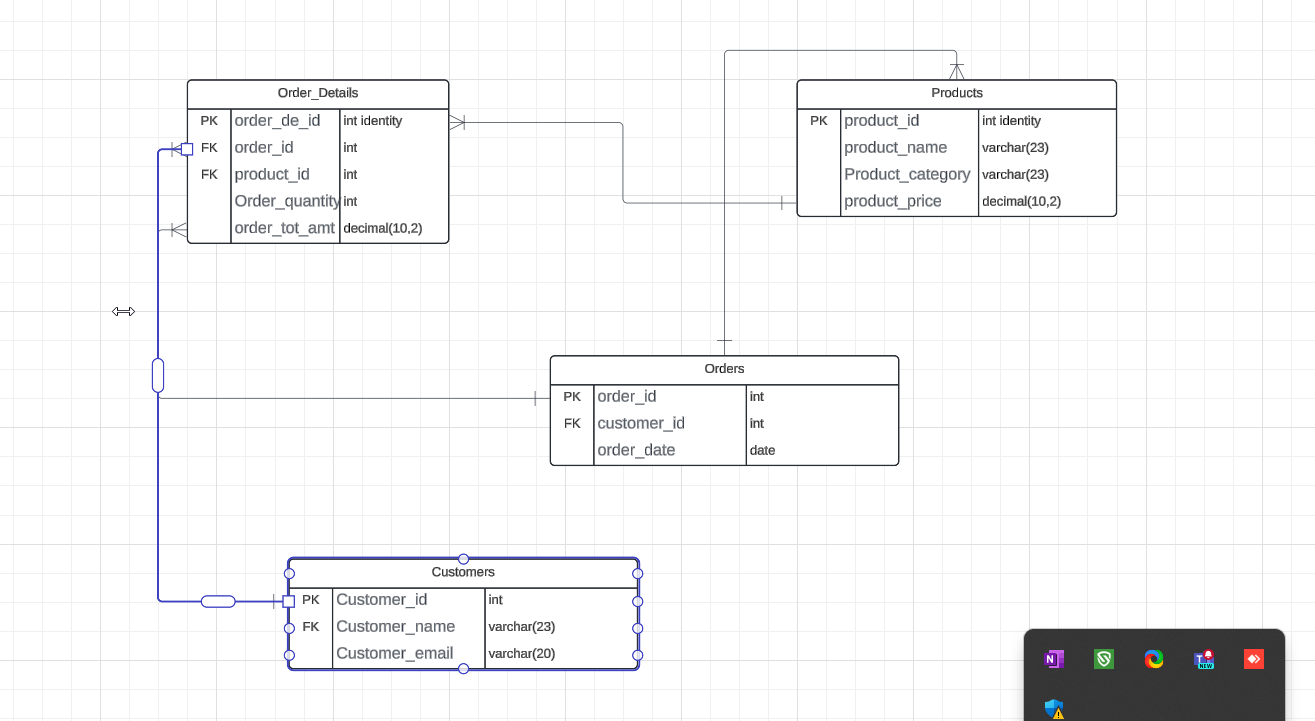 Order_Details
PK order_de_id int identity
FK order_id int
FK product_id int
Order_quantity int
order_tot_amt decimal(10,2)
Products
PK product_id int identity
product_name varchar(23)
Product_category varchar(23)
product_price decimal(10,2)
Orders
PK order_id int
FK customer_id int
order_date date
Customers
PK Customer_id int
FK Customer_name varchar(23)
Customer_email varchar(20)
N
T
NEW